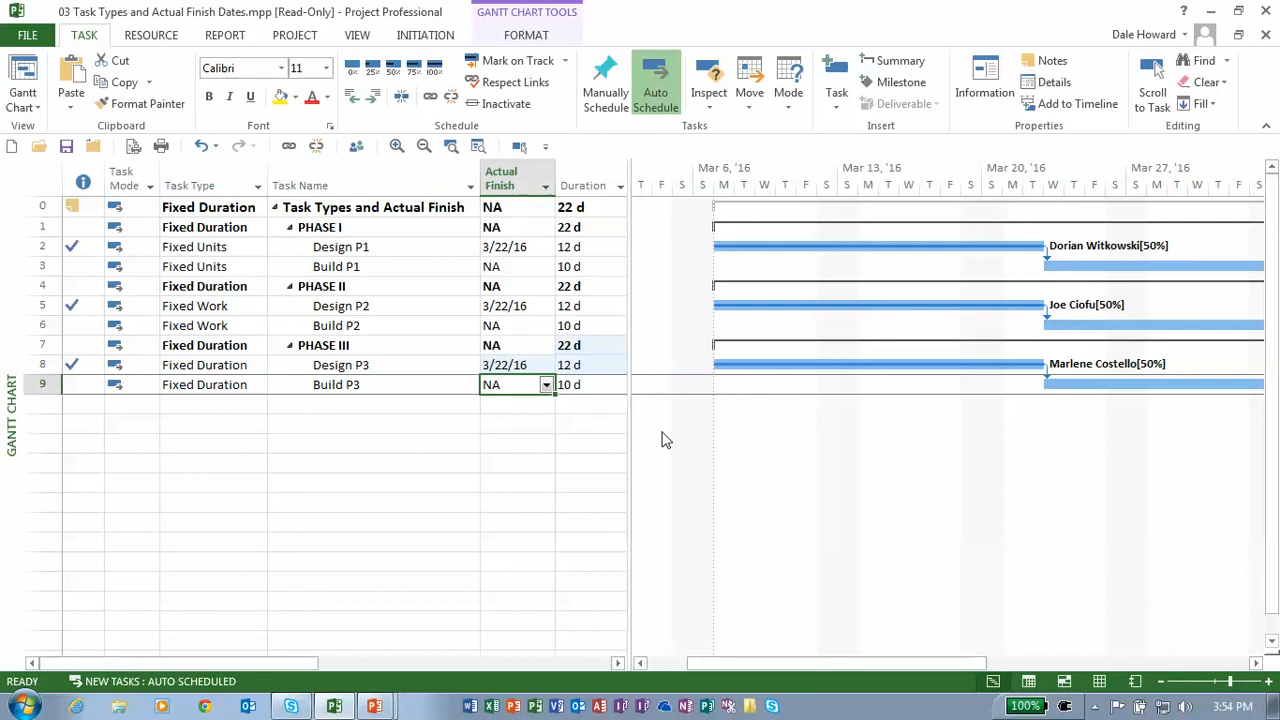 03 Task Types and Actual Finish Dates.mpp [Read-Only] - Project Professional
GANTT CHART TOOLS
?
FILE TASK RESOURCE REPORT PROJECT VIEW INITIATION FORMAT
Dale Howard
Gantt Chart
View
Paste
Cut
Copy
Format Painter
Clipboard
Calibri 11
B I U A
Font
0% 25% 50% 75% 100%
Mark on Track
Respect Links
Inactivate
Schedule
Manually Schedule
Auto Schedule
Inspect
Move
Mode
Tasks
Task
Summary
Milestone
Deliverable
Insert
Information
Notes
Details
Add to Timeline
Properties
Scroll to Task
Find
Clear
Fill
Editing
Task Mode Task Type Task Name Actual Finish Duration
Mar 6, '16 Mar 13, '16 Mar 20, '16 Mar 27, '16
T F S S M T W T F S S M T W T F S S M T W T F S S M T W T F S
0 Fixed Duration Task Types and Actual Finish NA 22 d
1 Fixed Duration PHASE I NA 22 d
2 Fixed Units Design P1 3/22/16 12 d Dorian Witkowski[50%]
3 Fixed Units Build P1 NA 10 d
4 Fixed Duration PHASE II NA 22 d
5 Fixed Work Design P2 3/22/16 12 d Joe Ciofu[50%]
6 Fixed Work Build P2 NA 10 d
7 Fixed Duration PHASE III NA 22 d
8 Fixed Duration Design P3 3/22/16 12 d Marlene Costello[50%]
9 Fixed Duration Build P3 NA 10 d
GANTT CHART
READY NEW TASKS : AUTO SCHEDULED
100% 3:54 PM